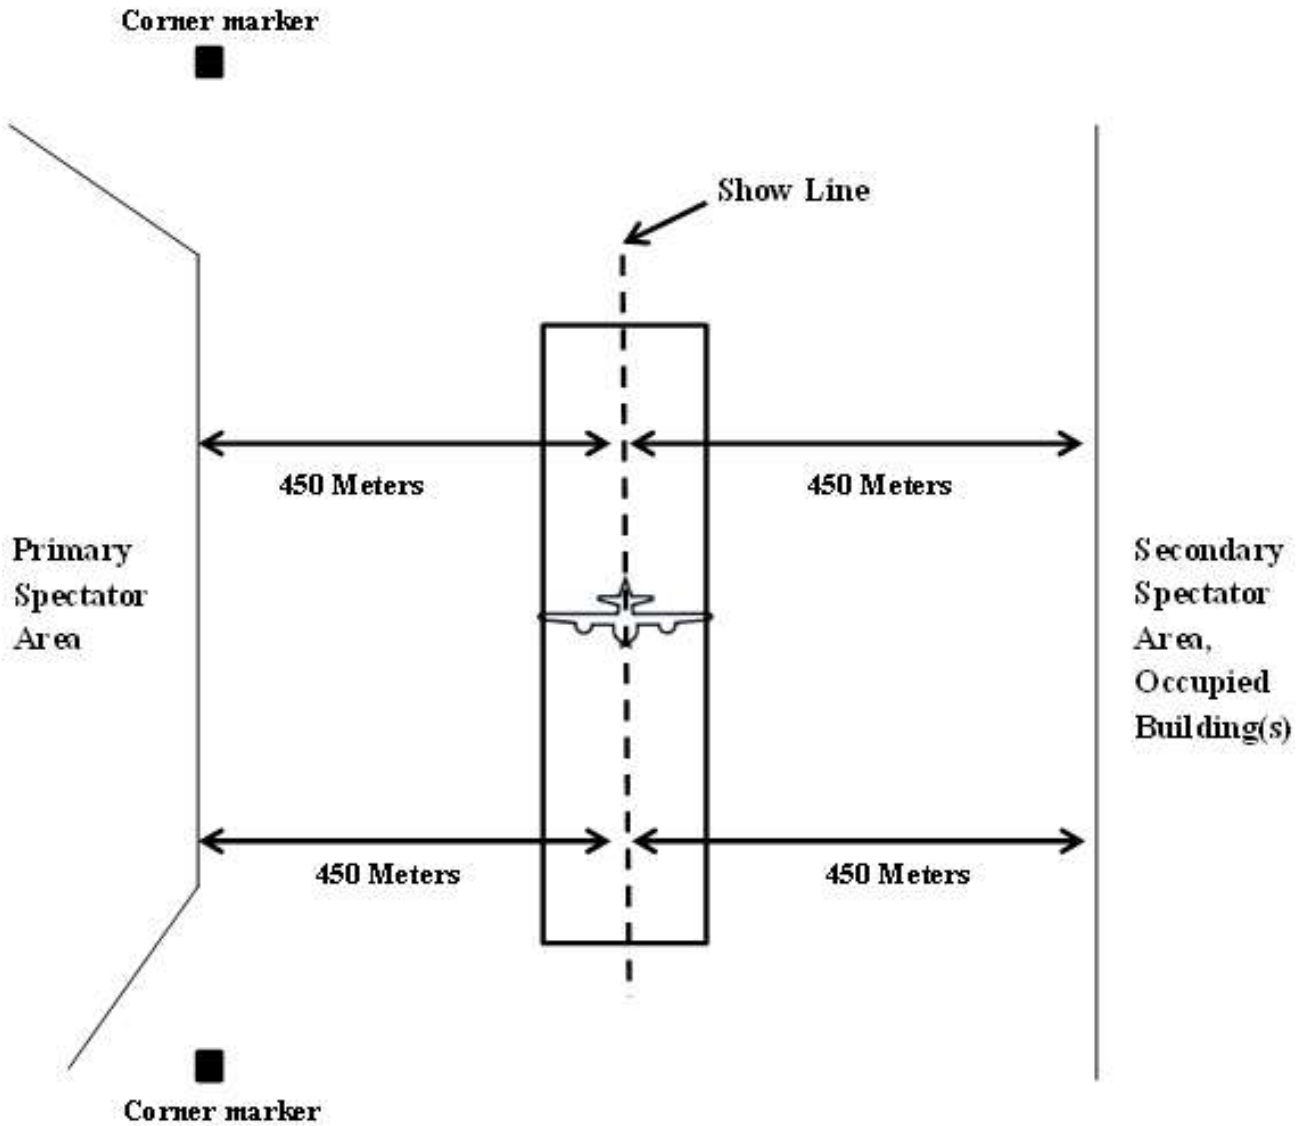 Corner marker
Show Line
450 Meters
450 Meters
Primary
Spectator
Area
Secondary
Spectator
Area,
Occupied
Building(s)
450 Meters
450 Meters
Corner marker